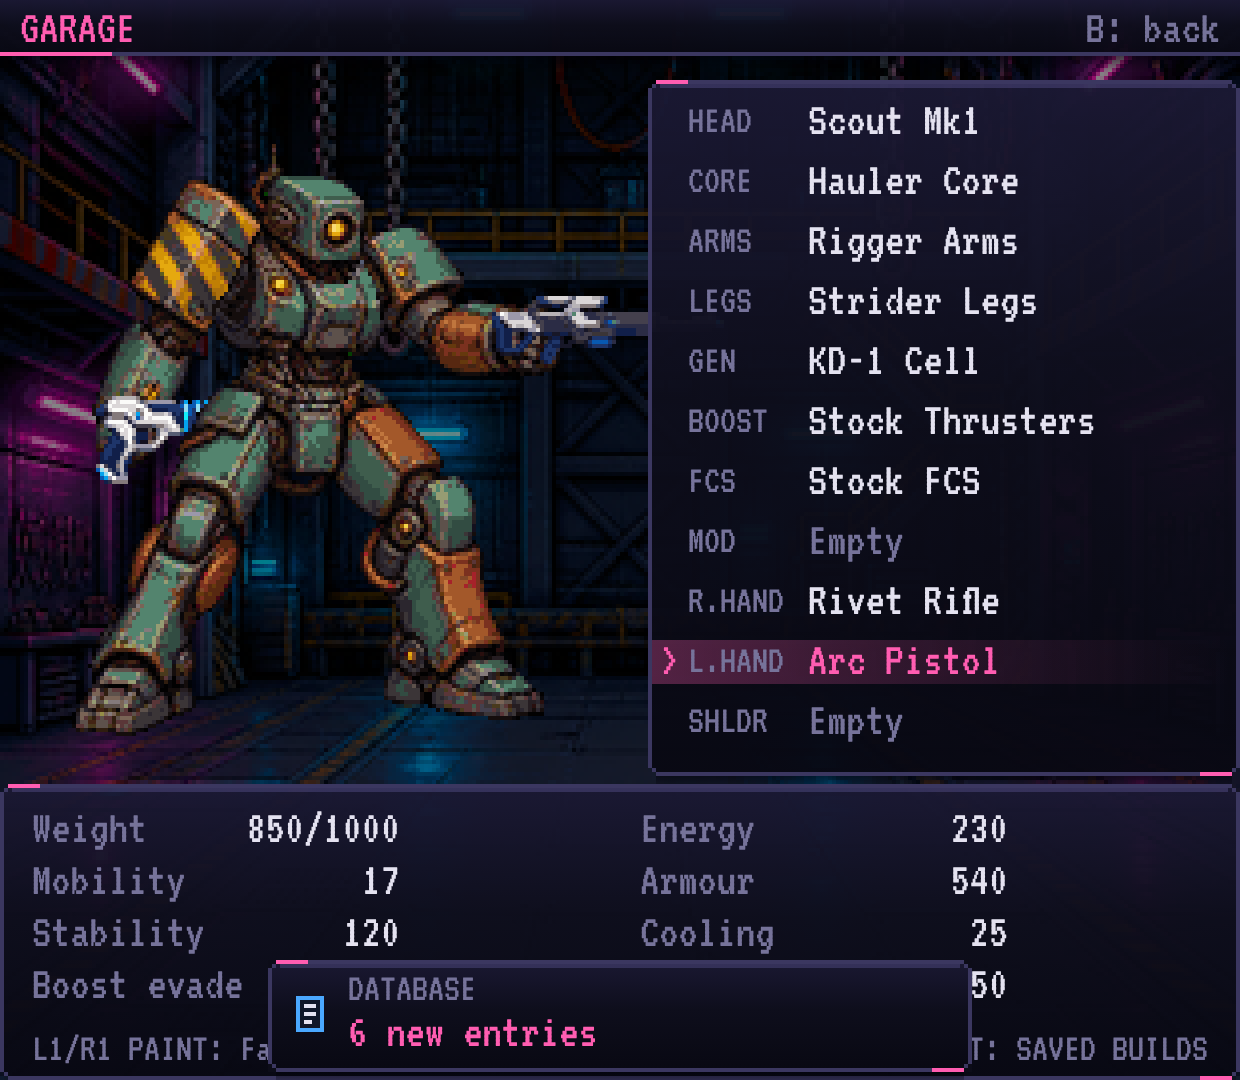 GARAGE
B: back
HEAD Scout Mk1
CORE Hauler Core
ARMS Rigger Arms
LEGS Strider Legs
GEN KD-1 Cell
BOOST Stock Thrusters
FCS Stock FCS
MOD Empty
R.HAND Rivet Rifle
> L.HAND Arc Pistol
SHLDR Empty
Weight 850/1000 Energy 230
Mobility 17 Armour 540
Stability 120 Cooling 25
Boost evade 50
DATABASE
6 new entries
L1/R1 PAINT: SAVED BUILDS